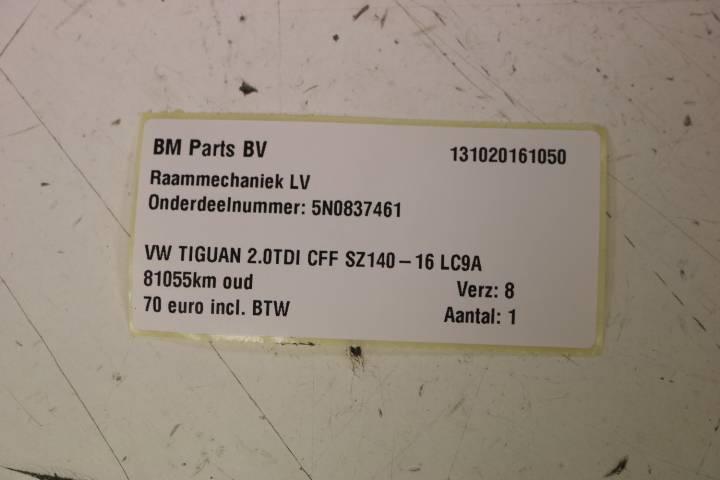 BM Parts BV 131020161050
Raammechaniek LV
Onderdeelnummer: 5N0837461
VW TIGUAN 2.0TDI CFF SZ140-16 LC9A
81055km oud Verz: 8
70 euro incl. BTW Aantal: 1